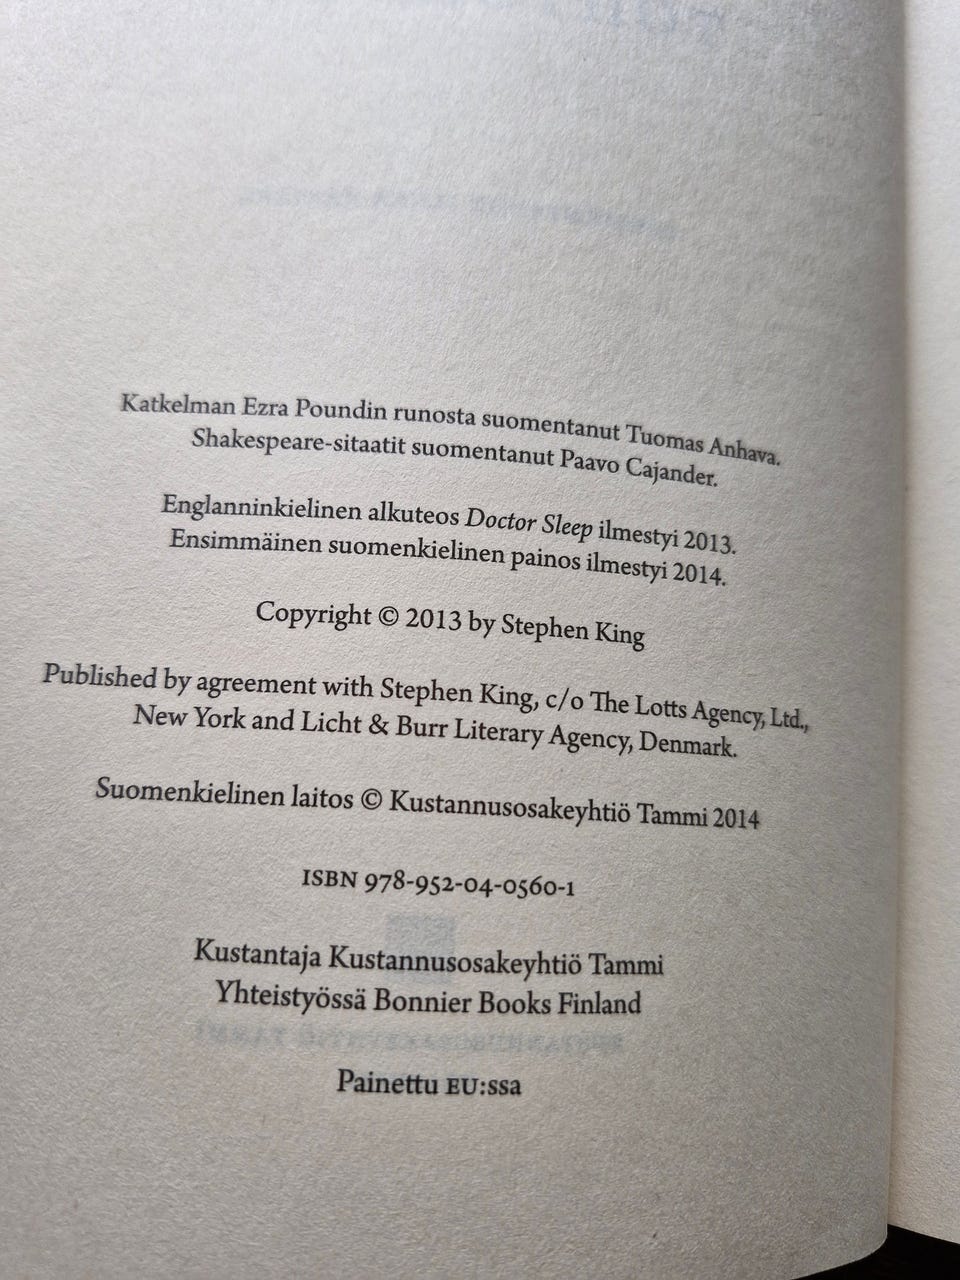 Katkelman Ezra Poundin runosta suomentanut Tuomas Anhava.
Shakespeare-sitaatit suomentanut Paavo Cajander.
Englanninkielinen alkuteos Doctor Sleep ilmestyi 2013.
Ensimmäinen suomenkielinen painos ilmestyi 2014.
Copyright © 2013 by Stephen King
Published by agreement with Stephen King, c/o The Lotts Agency, Ltd.,
New York and Licht & Burr Literary Agency, Denmark.
Suomenkielinen laitos © Kustannusosakeyhtiö Tammi 2014
ISBN 978-952-04-0560-1
Kustantaja Kustannusosakeyhtiö Tammi
Yhteistyössä Bonnier Books Finland
Painettu EU:ssa